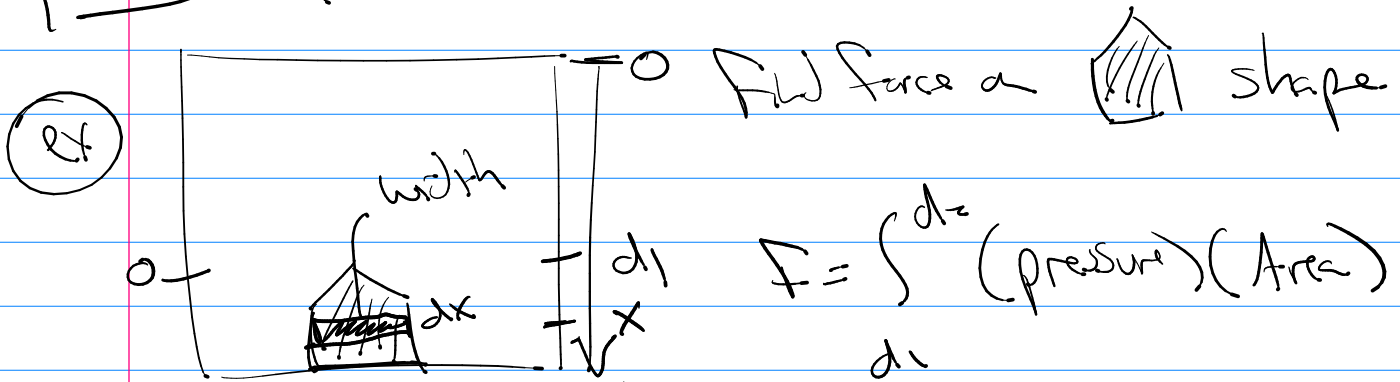 0 Find force on shape
ex
width
0 d1 F = ∫ d2 (pressure)(Area)
dx x
d1